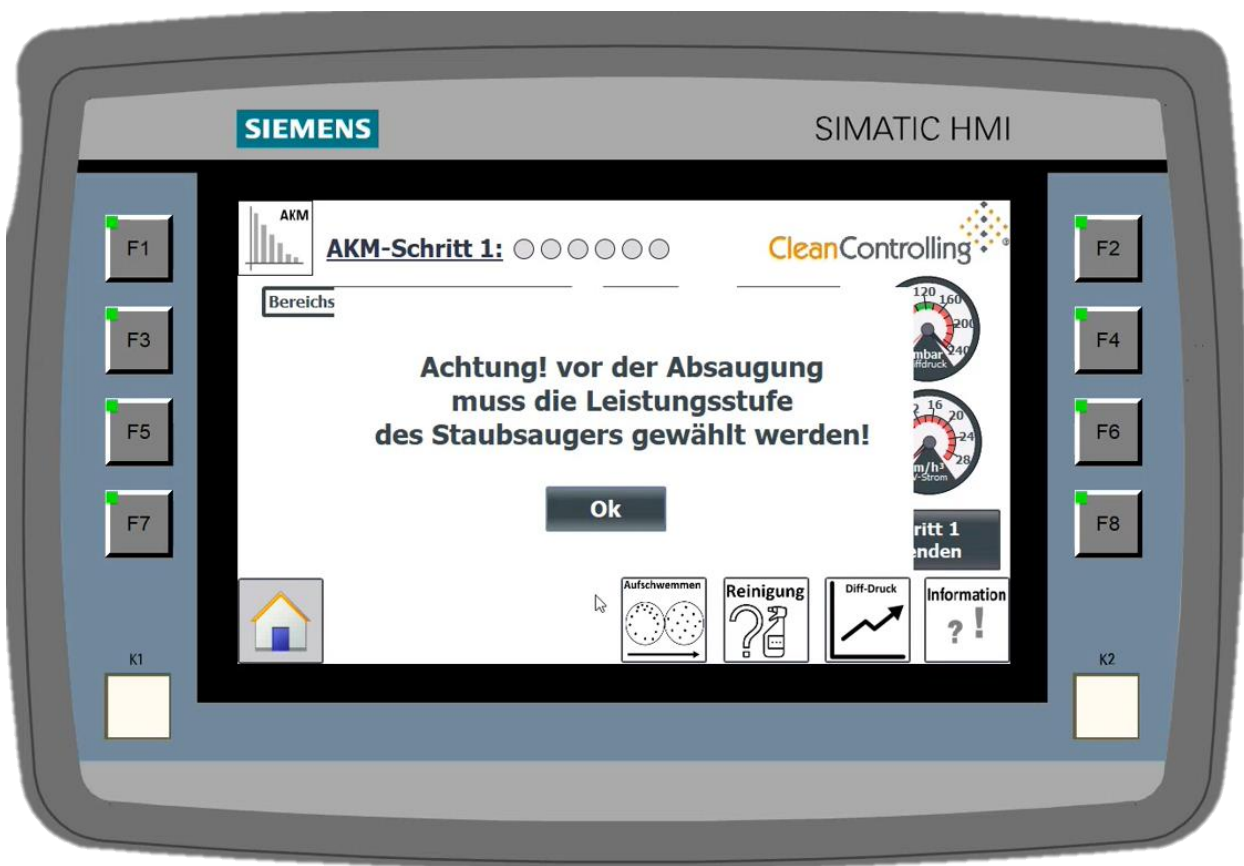 SIEMENS
SIMATIC HMI
F1
F3
F5
F7
K1
AKM
AKM-Schritt 1:
CleanControlling
®
Bereichs
120
160
200
240
mbar
16
20
24
28
m/h³
V-Strom
Achtung! vor der Absaugung
muss die Leistungsstufe
des Staubsaugers gewählt werden!
Ok
ritt 1
enden
Aufschwemmen
Reinigung
Diff-Druck
Information
? !
F2
F4
F6
F8
K2